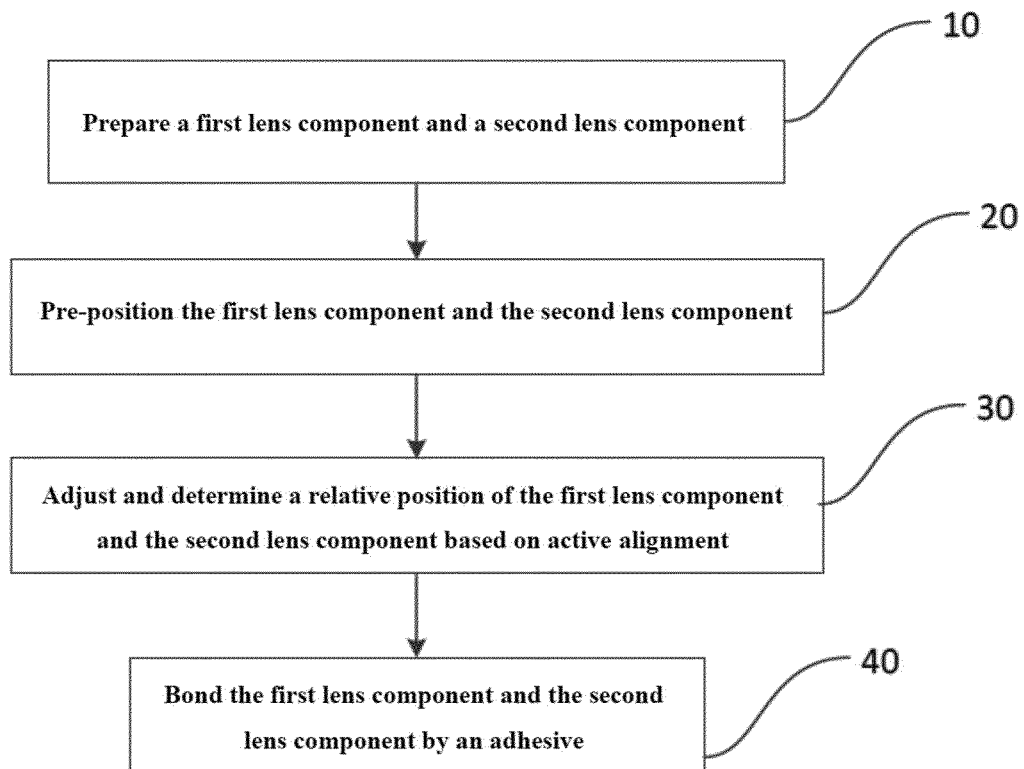 10
Prepare a first lens component and a second lens component
20
Pre-position the first lens component and the second lens component
30
Adjust and determine a relative position of the first lens component
and the second lens component based on active alignment
40
Bond the first lens component and the second
lens component by an adhesive